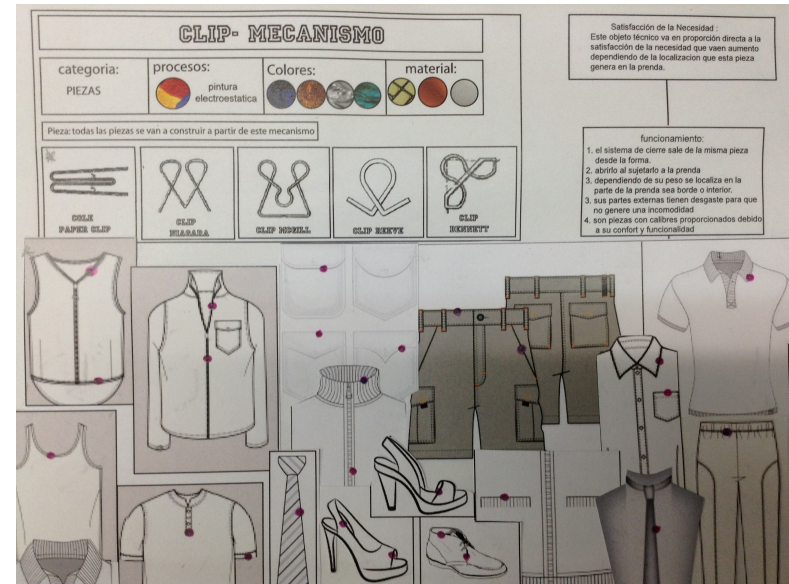 CLIP- MECANISMO
categoria:
PIEZAS
procesos:
pintura
electroestatica
Colores:
material:
Pieza: todas las piezas se van a construir a partir de este mecanismo
COLE
PAPER CLIP
CLIP
NIAGARA
CLIP MCGILL
CLIP REEVE
CLIP
BENNETT
Satisfacción de la Necesidad :
Este objeto técnico va en proporción directa a la
satisfacción de la necesidad que vaen aumento
dependiendo de la localizacion que esta pieza
genera en la prenda.
funcionamiento:
1. el sistema de cierre sale de la misma pieza
desde la forma.
2. abrirlo al sujetarlo a la prenda
3. dependiendo de su peso se localiza en la
parte de la prenda sea borde o interior.
3. sus partes externas tienen desgaste para que
no genere una incomodidad
4. son piezas con calibres proporcionados debido
a su confort y funcionalidad